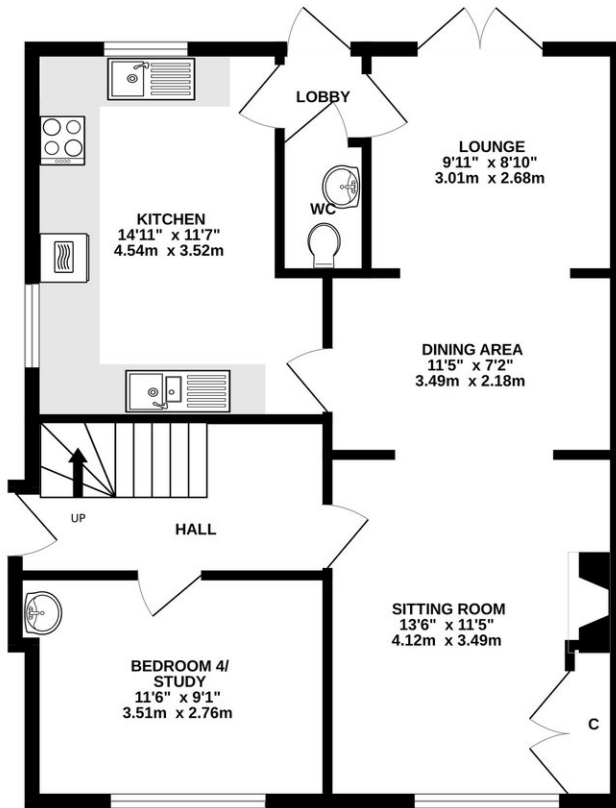 LOBBY
LOUNGE
9'11" x 8'10"
3.01m x 2.68m
WC
KITCHEN
14'11" x 11'7"
4.54m x 3.52m
DINING AREA
11'5" x 7'2"
3.49m x 2.18m
UP
HALL
SITTING ROOM
13'6" x 11'5"
4.12m x 3.49m
BEDROOM 4/
STUDY
11'6" x 9'1"
3.51m x 2.76m
C